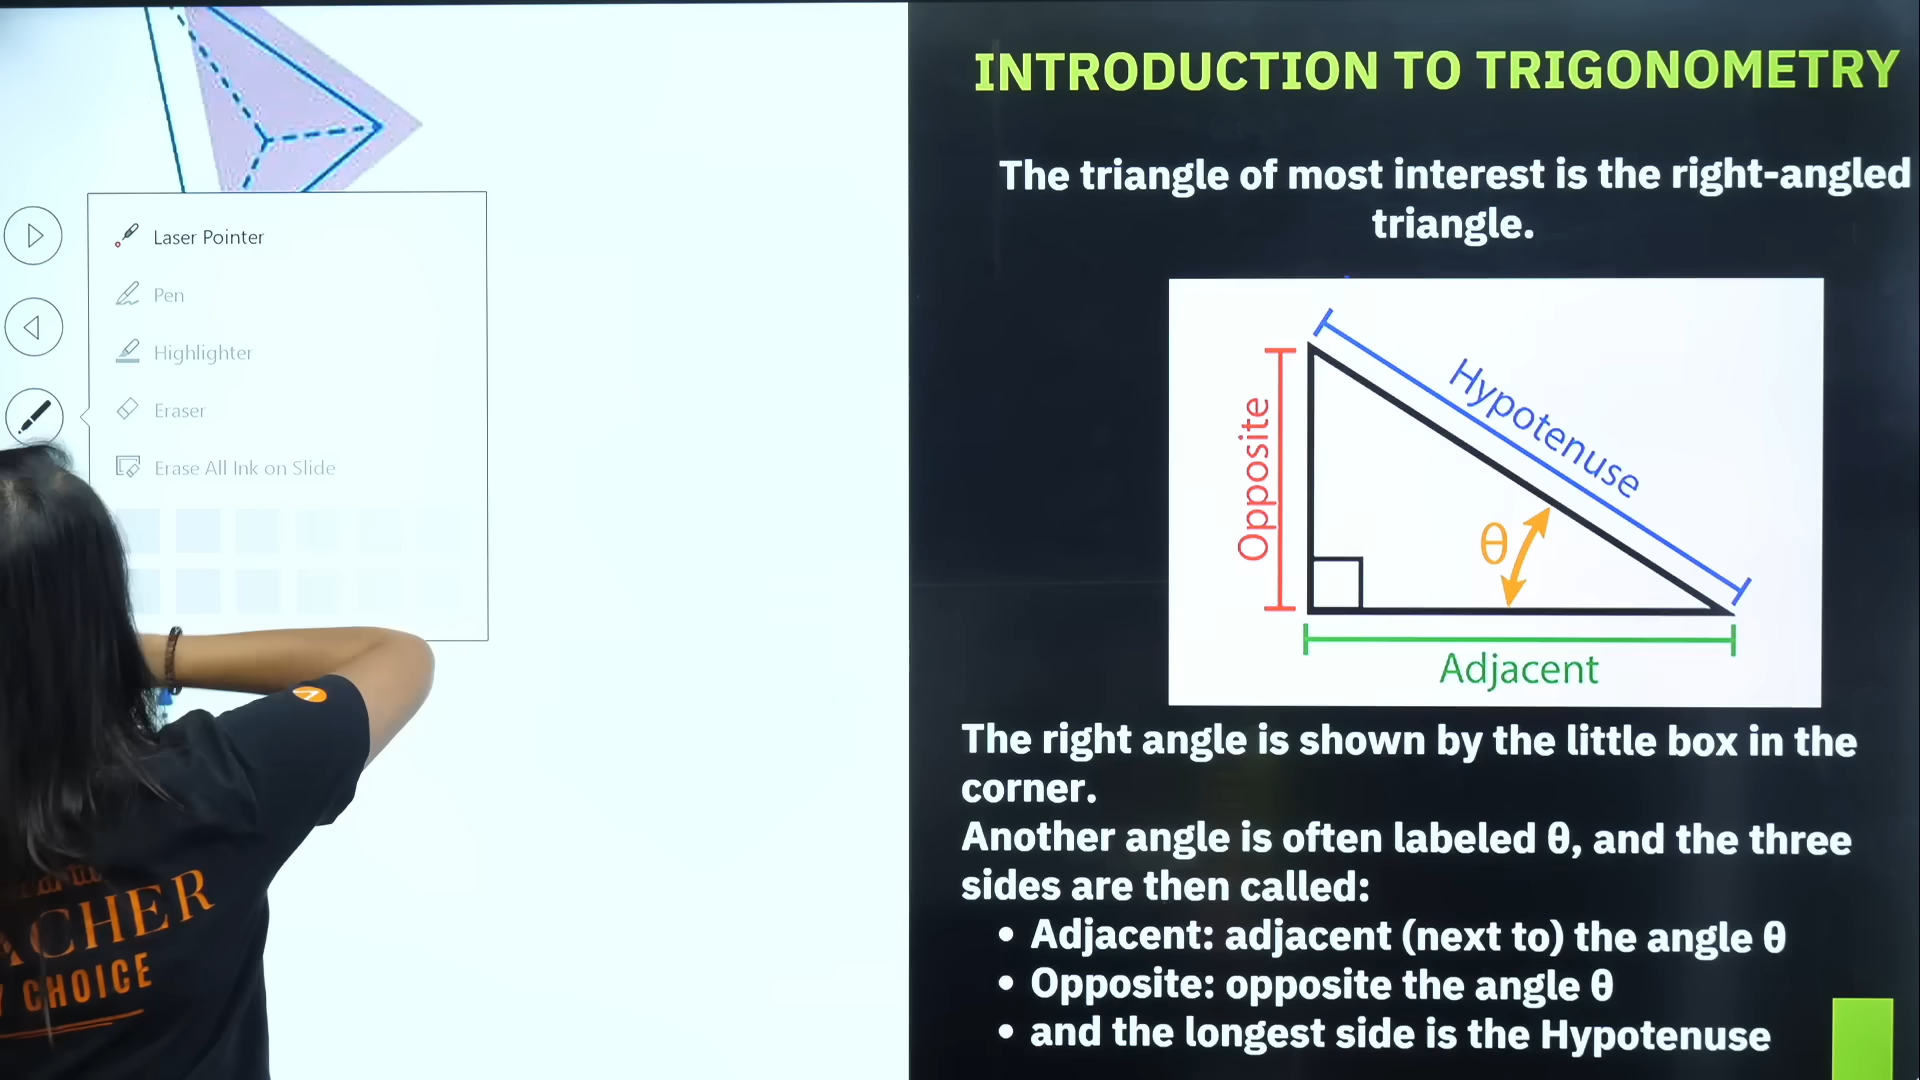 INTRODUCTION TO TRIGONOMETRY
The triangle of most interest is the right-angled
triangle.
Laser Pointer
Pen
Highlighter
Eraser
Erase All Ink on Slide
Opposite
Hypotenuse
θ
Adjacent
The right angle is shown by the little box in the
corner.
Another angle is often labeled θ, and the three
sides are then called:
• Adjacent: adjacent (next to) the angle θ
• Opposite: opposite the angle θ
• and the longest side is the Hypotenuse
CHOICE